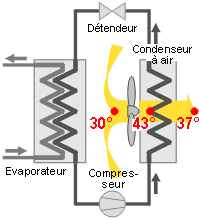 Détendeur
Condenseur
à air
30° 43° 37°
Evaporateur
Compres-
seur